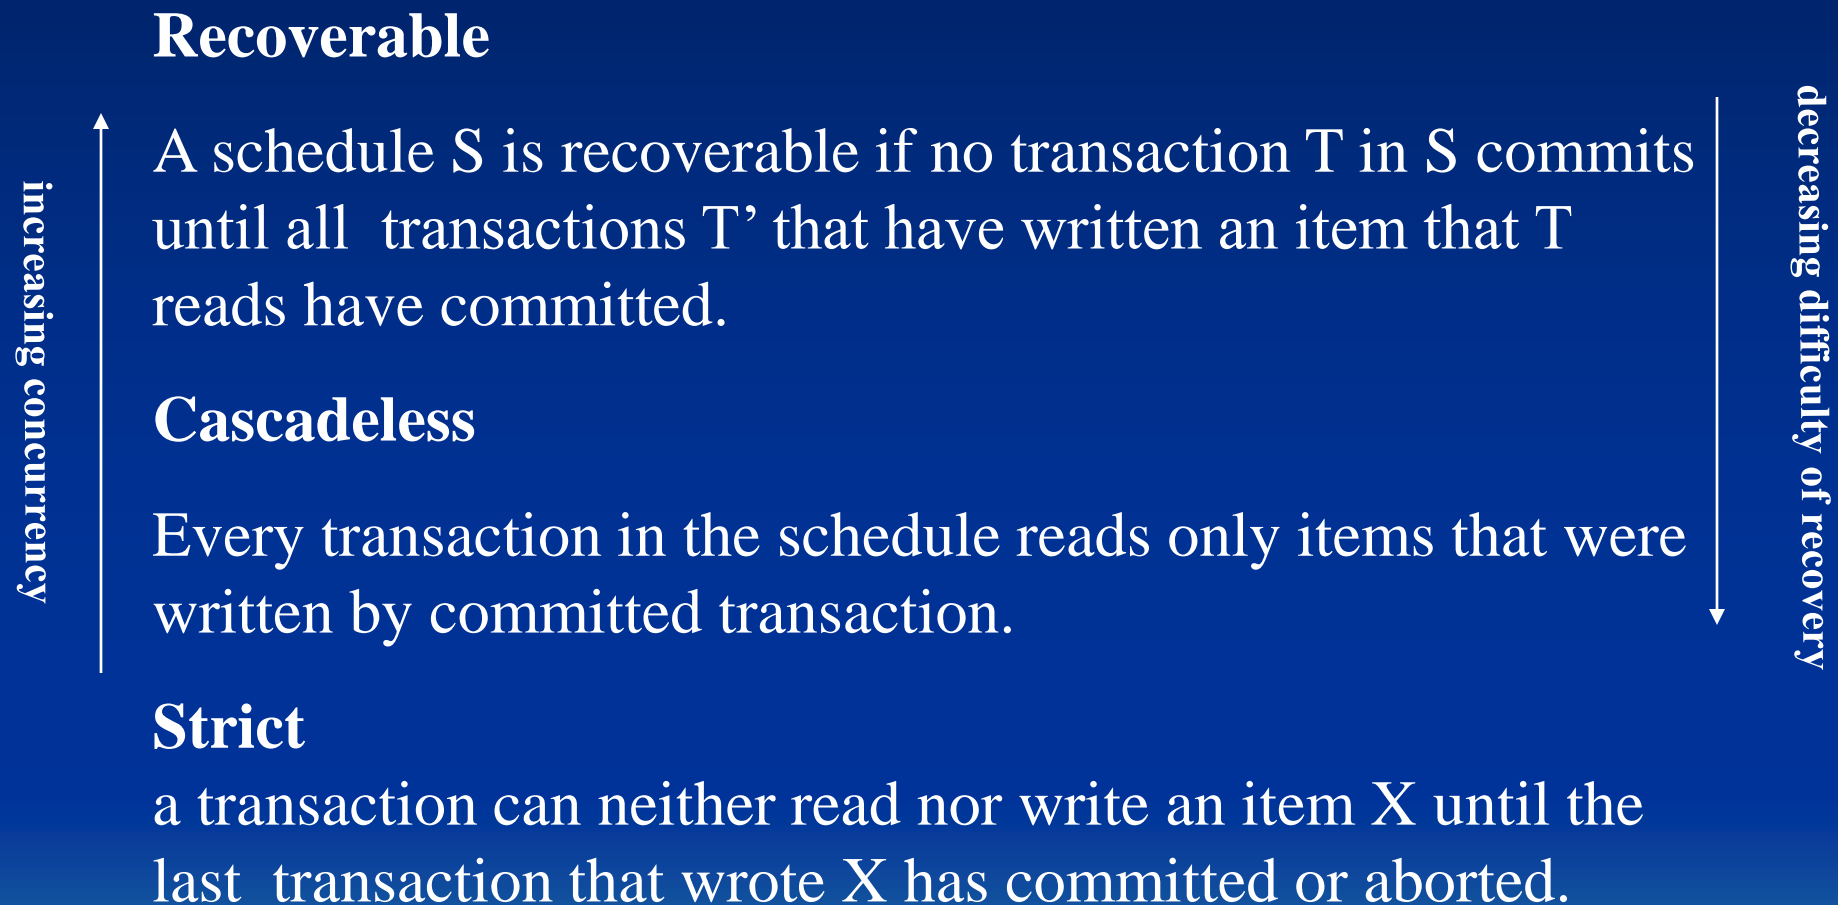 Recoverable
A schedule S is recoverable if no transaction T in S commits
until all  transactions T’ that have written an item that T
reads have committed.
Cascadeless
Every transaction in the schedule reads only items that were
written by committed transaction.
Strict
a transaction can neither read nor write an item X until the
last  transaction that wrote X has committed or aborted.
increasing concurrency
decreasing difficulty of recovery